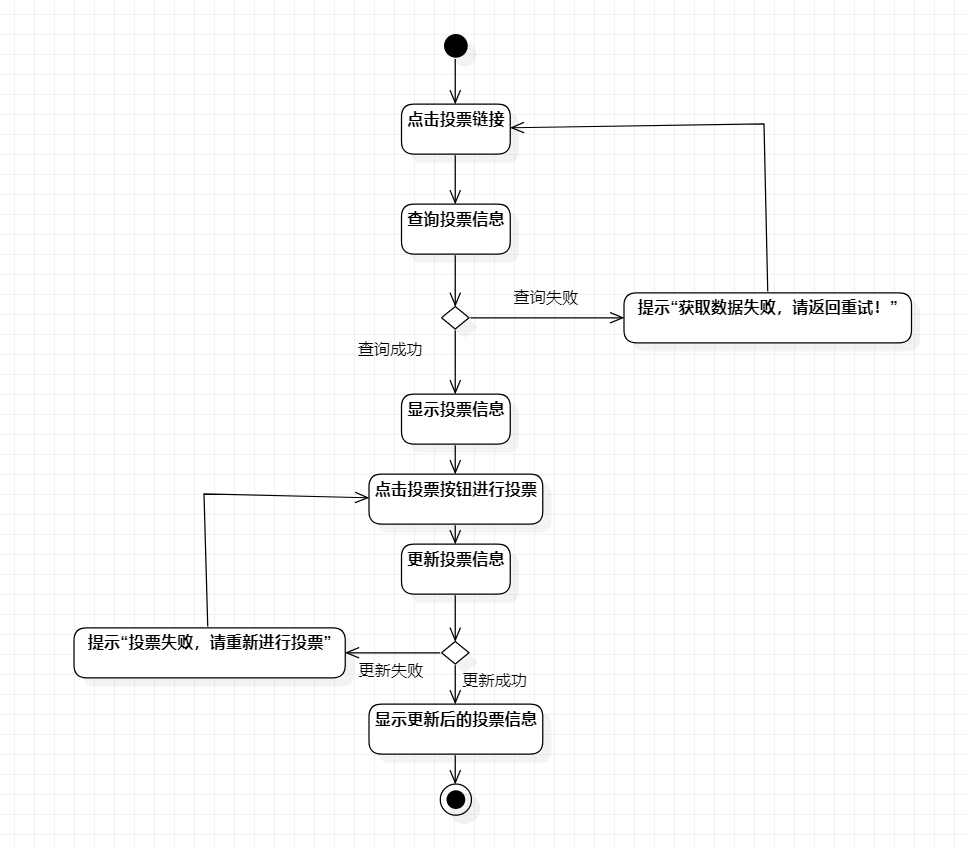 点击投票链接
查询投票信息
查询失败
提示“获取数据失败，请返回重试！”
查询成功
显示投票信息
点击投票按钮进行投票
更新投票信息
提示“投票失败，请重新进行投票”
更新失败
更新成功
显示更新后的投票信息